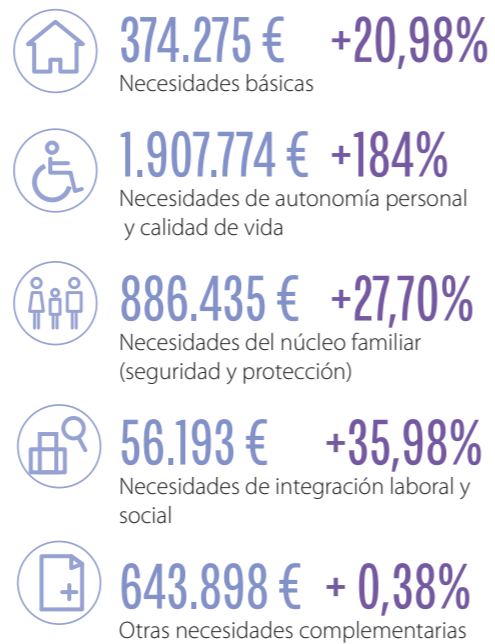 374.275 € +20,98%
Necesidades básicas
1.907.774 € +184%
Necesidades de autonomía personal
y calidad de vida
886.435 € +27,70%
Necesidades del núcleo familiar
(seguridad y protección)
56.193 € +35,98%
Necesidades de integración laboral y
social
643.898 € + 0,38%
Otras necesidades complementarias